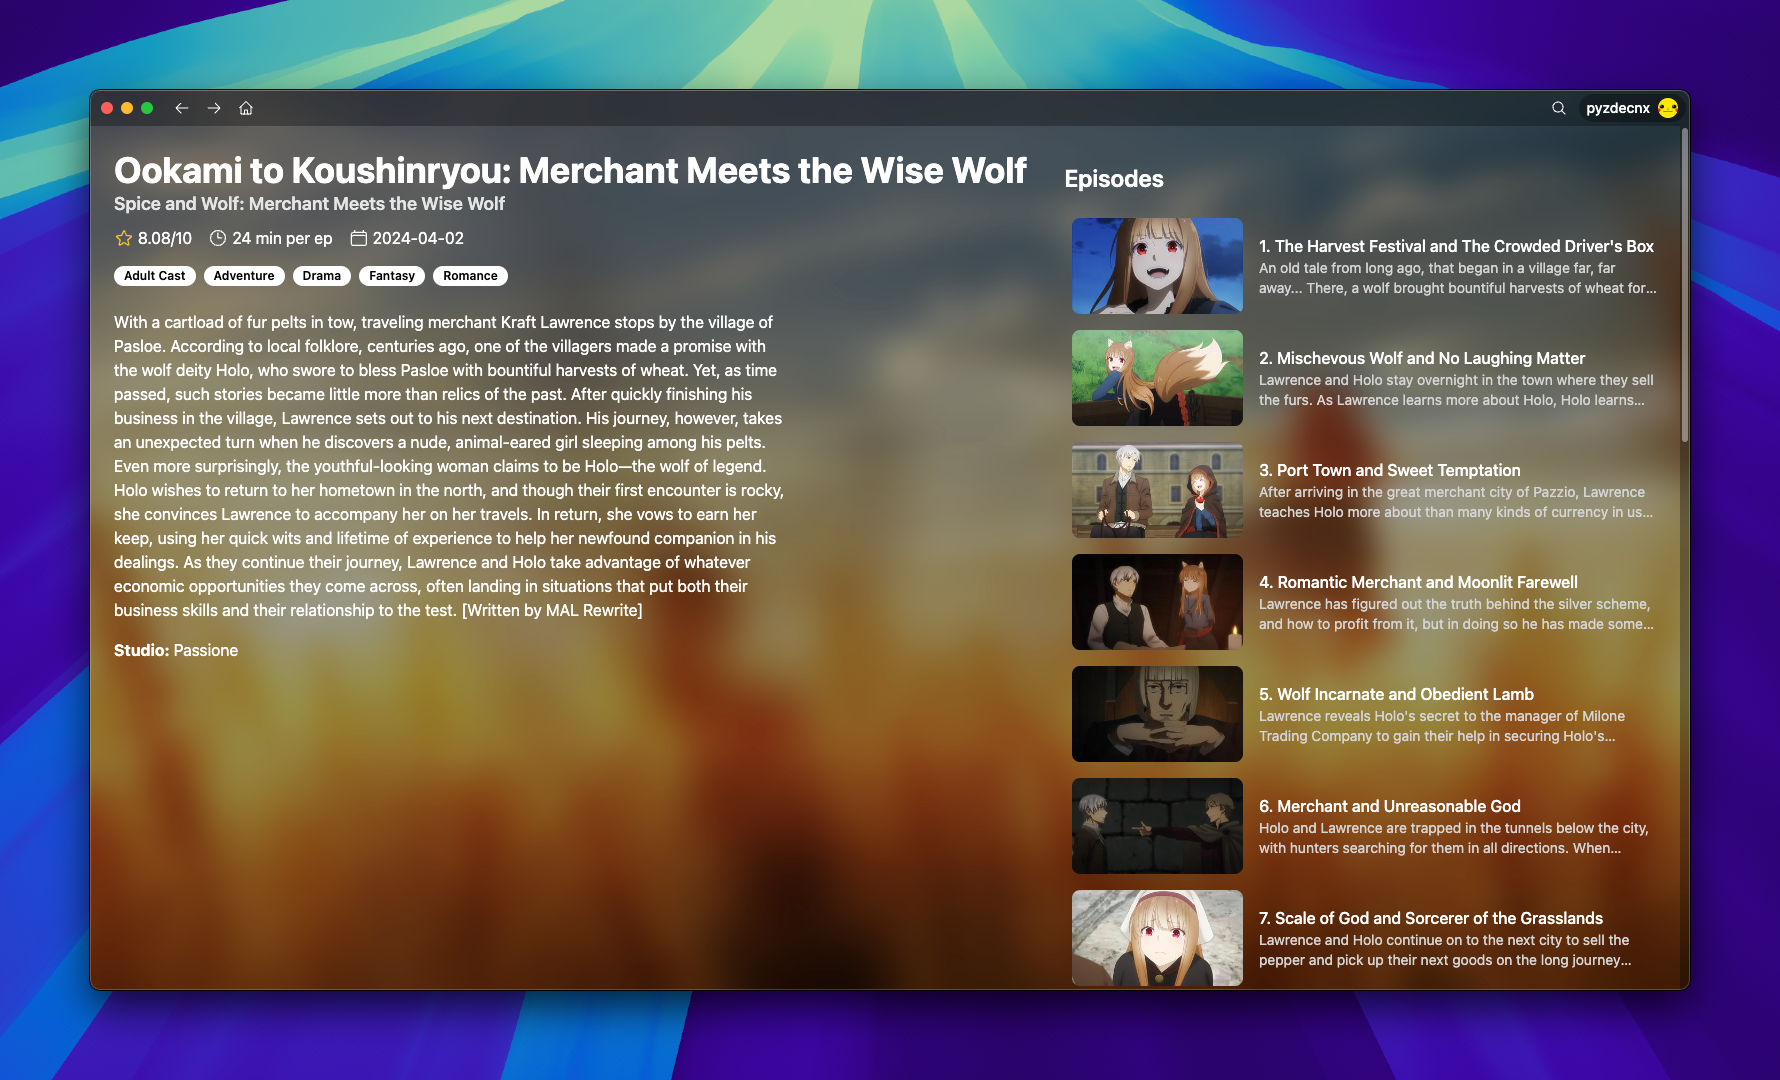 pyzdecnx
Ookami to Koushinryou: Merchant Meets the Wise Wolf
Spice and Wolf: Merchant Meets the Wise Wolf
8.08/10 24 min per ep 2024-04-02
Adult Cast Adventure Drama Fantasy Romance
With a cartload of fur pelts in tow, traveling merchant Kraft Lawrence stops by the village of
Pasloe. According to local folklore, centuries ago, one of the villagers made a promise with
the wolf deity Holo, who swore to bless Pasloe with bountiful harvests of wheat. Yet, as time
passed, such stories became little more than relics of the past. After quickly finishing his
business in the village, Lawrence sets out to his next destination. His journey, however, takes
an unexpected turn when he discovers a nude, animal-eared girl sleeping among his pelts.
Even more surprisingly, the youthful-looking woman claims to be Holo—the wolf of legend.
Holo wishes to return to her hometown in the north, and though their first encounter is rocky,
she convinces Lawrence to accompany her on her travels. In return, she vows to earn her
keep, using her quick wits and lifetime of experience to help her newfound companion in his
dealings. As they continue their journey, Lawrence and Holo take advantage of whatever
economic opportunities they come across, often landing in situations that put both their
business skills and their relationship to the test. [Written by MAL Rewrite]
Studio: Passione
Episodes
1. The Harvest Festival and The Crowded Driver's Box
An old tale from long ago, that began in a village far, far
away... There, a wolf brought bountiful harvests of wheat for...
2. Mischevous Wolf and No Laughing Matter
Lawrence and Holo stay overnight in the town where they sell
the furs. As Lawrence learns more about Holo, Holo learns...
3. Port Town and Sweet Temptation
After arriving in the great merchant city of Pazzio, Lawrence
teaches Holo more about than many kinds of currency in us...
4. Romantic Merchant and Moonlit Farewell
Lawrence has figured out the truth behind the silver scheme,
and how to profit from it, but in doing so he has made some...
5. Wolf Incarnate and Obedient Lamb
Lawrence reveals Holo's secret to the manager of Milone
Trading Company to gain their help in securing Holo's...
6. Merchant and Unreasonable God
Holo and Lawrence are trapped in the tunnels below the city,
with hunters searching for them in all directions. When...
7. Scale of God and Sorcerer of the Grasslands
Lawrence and Holo continue on to the next city to sell the
pepper and pick up their next goods on the long journey...